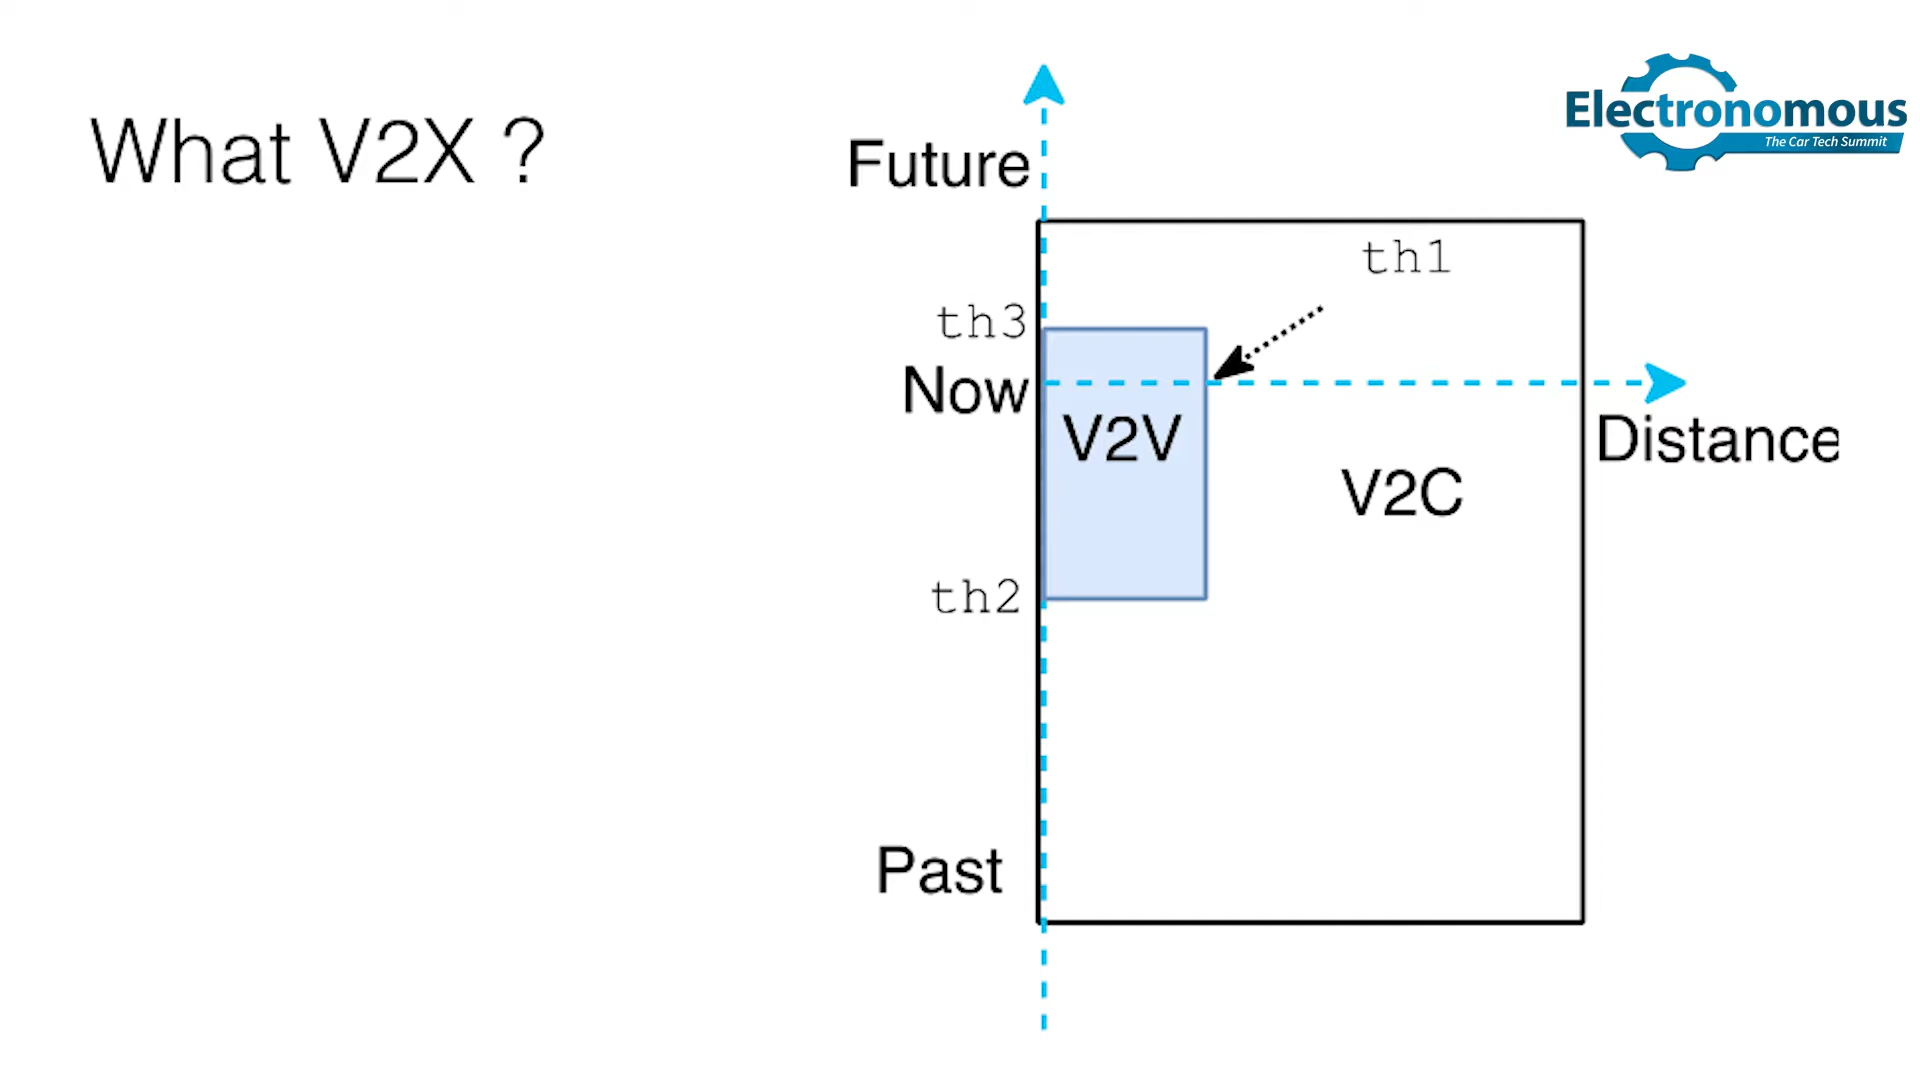 What V2X ?
Electronomous
The Car Tech Summit
Future
th1
th3
Now
V2V
Distance
V2C
th2
Past